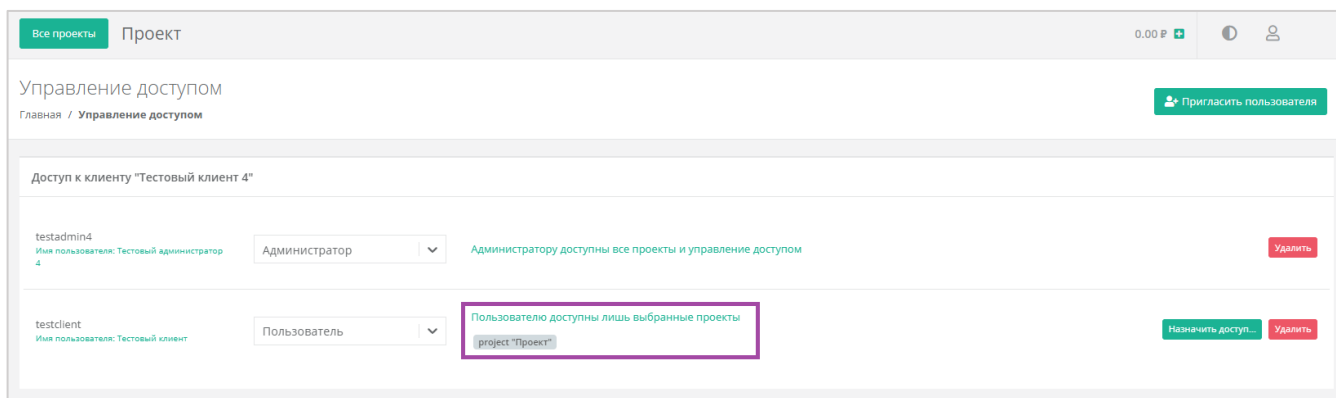 Все проекты Проект 0.00 ₽
Управление доступом
Главная / Управление доступом
Пригласить пользователя
Доступ к клиенту "Тестовый клиент 4"
testadmin4
Имя пользователя: Тестовый администратор
4
Администратор
Администратору доступны все проекты и управление доступом
Удалить
testclient
Имя пользователя: Тестовый клиент
Пользователь
Пользователю доступны лишь выбранные проекты
project "Проект"
Назначить доступ...
Удалить